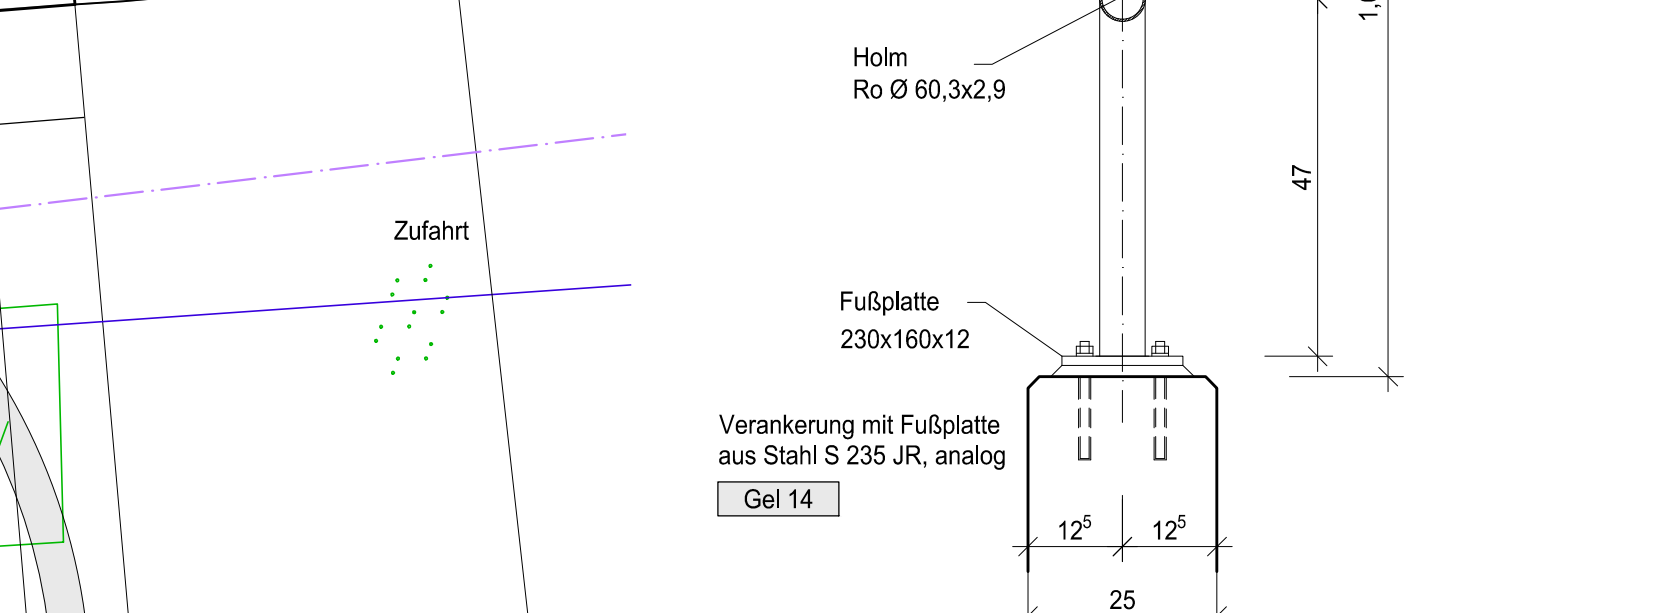 Holm
Ro Ø 60,3x2,9
47
Zufahrt
Fußplatte
230x160x12
Verankerung mit Fußplatte
aus Stahl S 235 JR, analog
Gel 14
12⁵ 12⁵
25